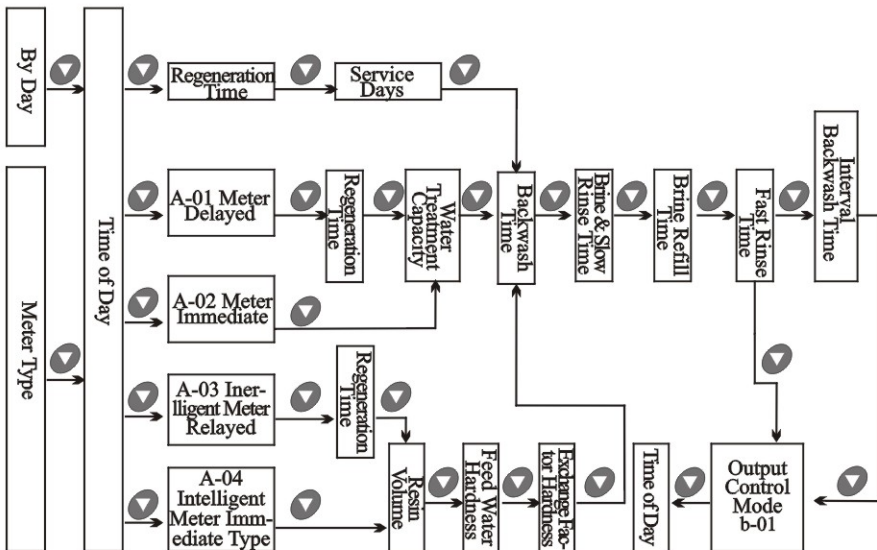 By Day
Meter Type
Time of Day
Regeneration
Time
Service
Days
A-01 Meter
Delayed
Regeneration
Time
Water
Treatment
Capacity
Backwash
Time
Brine & Slow
Rinse Time
Brine Refill
Time
Fast Rinse
Time
Interval
Backwash Time
A-02 Meter
Immediate
A-03 Iner-
lligent Meter
Relayed
Regeneration
Time
A-04
Intelligent
Meter Imm-
ediate Type
Resin
Volume
Feed Water
Hardness
Exchange Fac-
tor Hardness
Time of Day
Output
Control
Mode
b-01